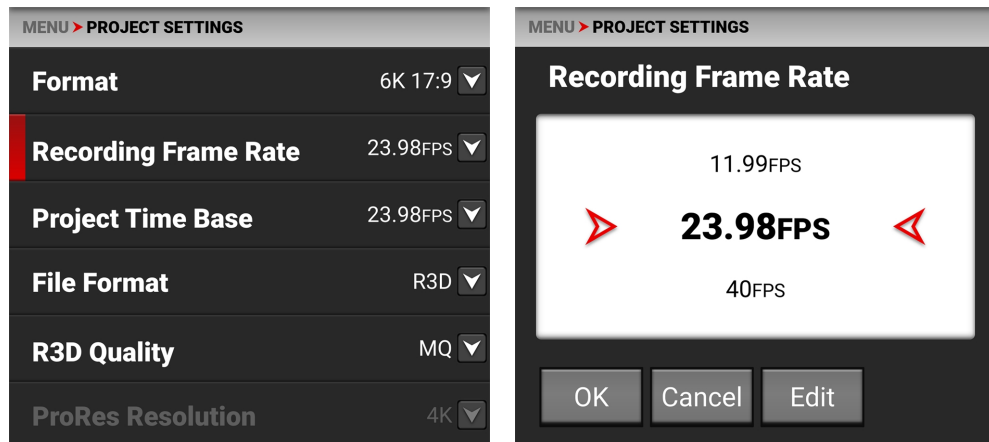 MENU PROJECT SETTINGS
Format 6K 17:9
Recording Frame Rate 23.98FPS
Project Time Base 23.98FPS
File Format R3D
R3D Quality MQ
ProRes Resolution 4K
MENU PROJECT SETTINGS
Recording Frame Rate
11.99FPS
23.98FPS
40FPS
OK Cancel Edit